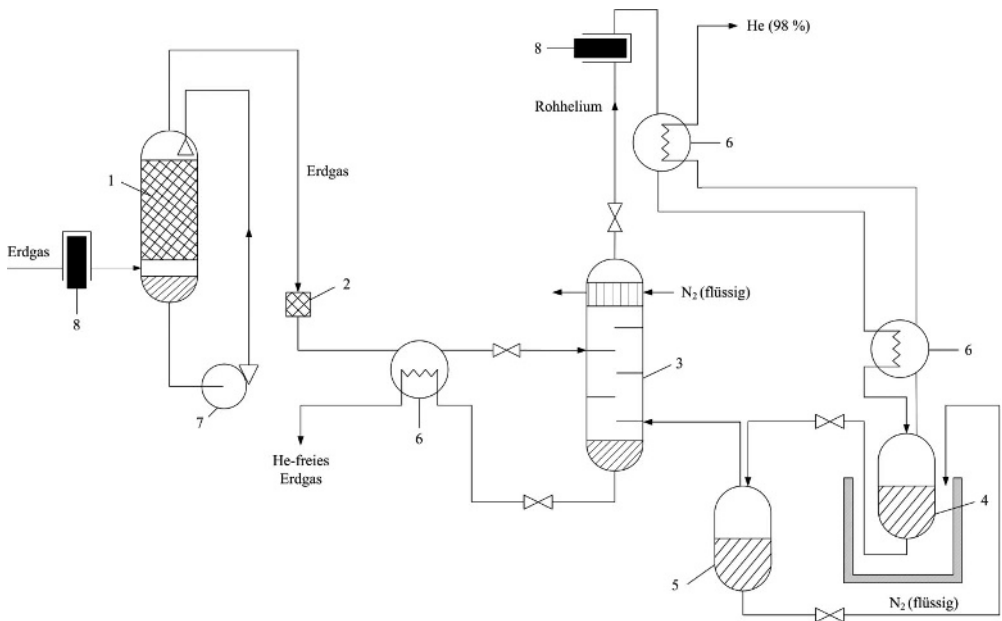 He (98 %)
8
Rohhelium
6
1
Erdgas
Erdgas
2
N₂ (flüssig)
8
6
3
7
6
He-freies
Erdgas
4
5
N₂ (flüssig)